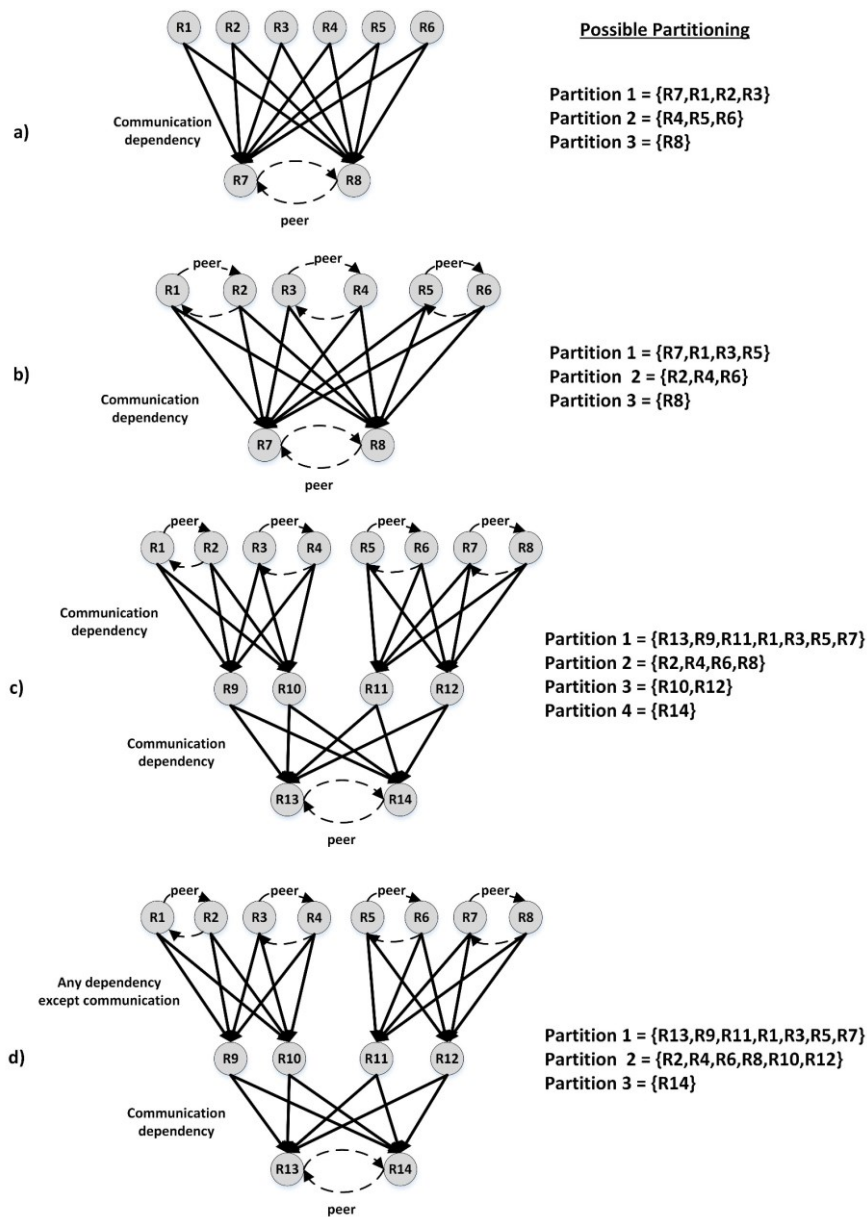 Possible Partitioning
a)
R1 R2 R3 R4 R5 R6
Communication
dependency
R7 R8
peer
Partition 1 = {R7,R1,R2,R3}
Partition 2 = {R4,R5,R6}
Partition 3 = {R8}
b)
peer peer peer
R1 R2 R3 R4 R5 R6
Communication
dependency
R7 R8
peer
Partition 1 = {R7,R1,R3,R5}
Partition 2 = {R2,R4,R6}
Partition 3 = {R8}
c)
peer peer peer peer
R1 R2 R3 R4 R5 R6 R7 R8
Communication
dependency
R9 R10 R11 R12
Communication
dependency
R13 R14
peer
Partition 1 = {R13,R9,R11,R1,R3,R5,R7}
Partition 2 = {R2,R4,R6,R8}
Partition 3 = {R10,R12}
Partition 4 = {R14}
d)
peer peer peer peer
R1 R2 R3 R4 R5 R6 R7 R8
Any dependency
except communication
R9 R10 R11 R12
Communication
dependency
R13 R14
peer
Partition 1 = {R13,R9,R11,R1,R3,R5,R7}
Partition 2 = {R2,R4,R6,R8,R10,R12}
Partition 3 = {R14}